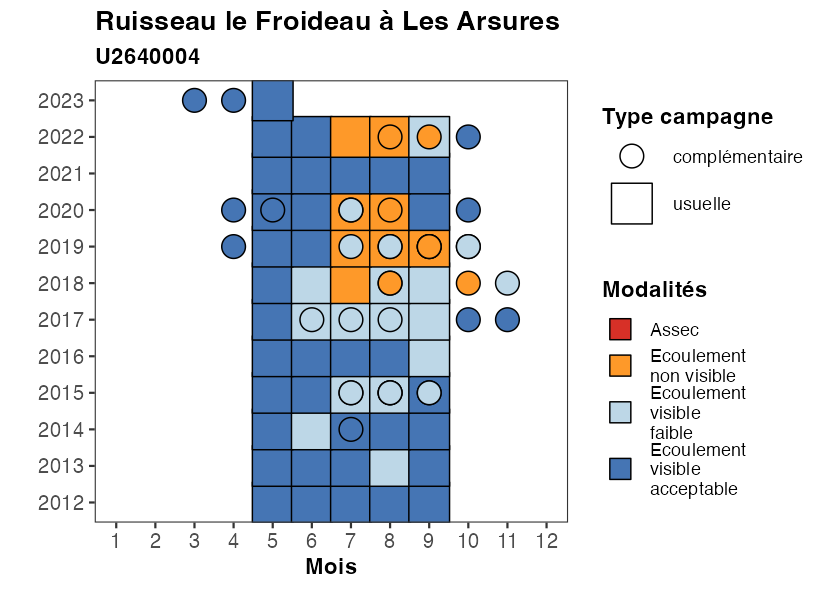 Ruisseau le Froideau à Les Arsures
U2640004
2023
2022
2021
2020
2019
2018
2017
2016
2015
2014
2013
2012
1 2 3 4 5 6 7 8 9 10 11 12
Mois
Type campagne
complémentaire
usuelle
Modalités
Assec
Ecoulement
non visible
Ecoulement
visible
faible
Ecoulement
visible
acceptable